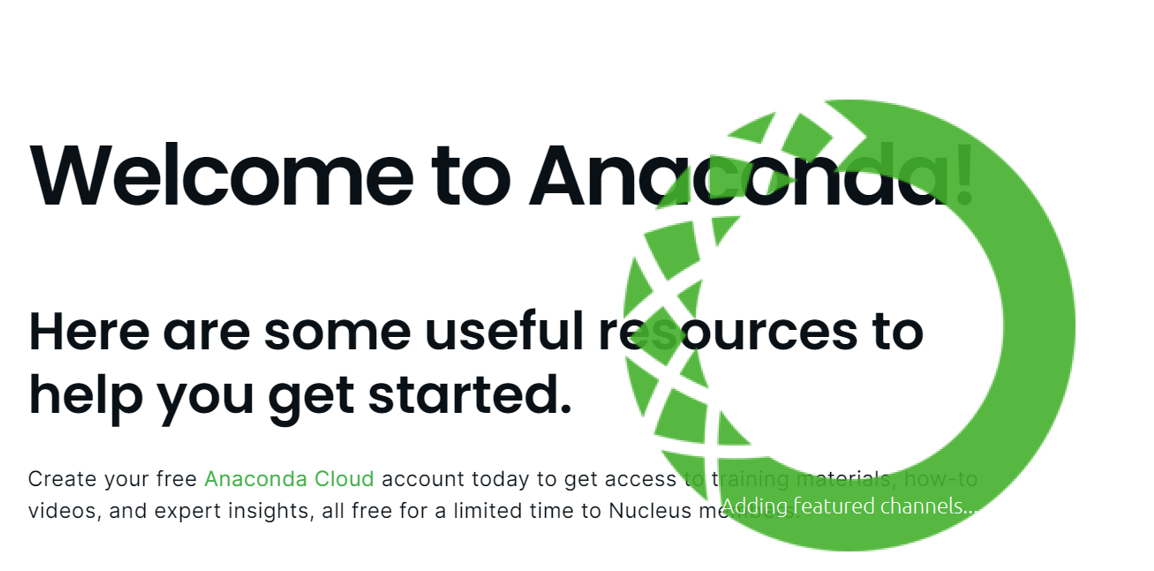 Welcome to Anaconda!
Here are some useful resources to
help you get started.
Create your free Anaconda Cloud account today to get access to training materials, how-to
videos, and expert insights, all free for a limited time to Nucleus members.
Adding featured channels...